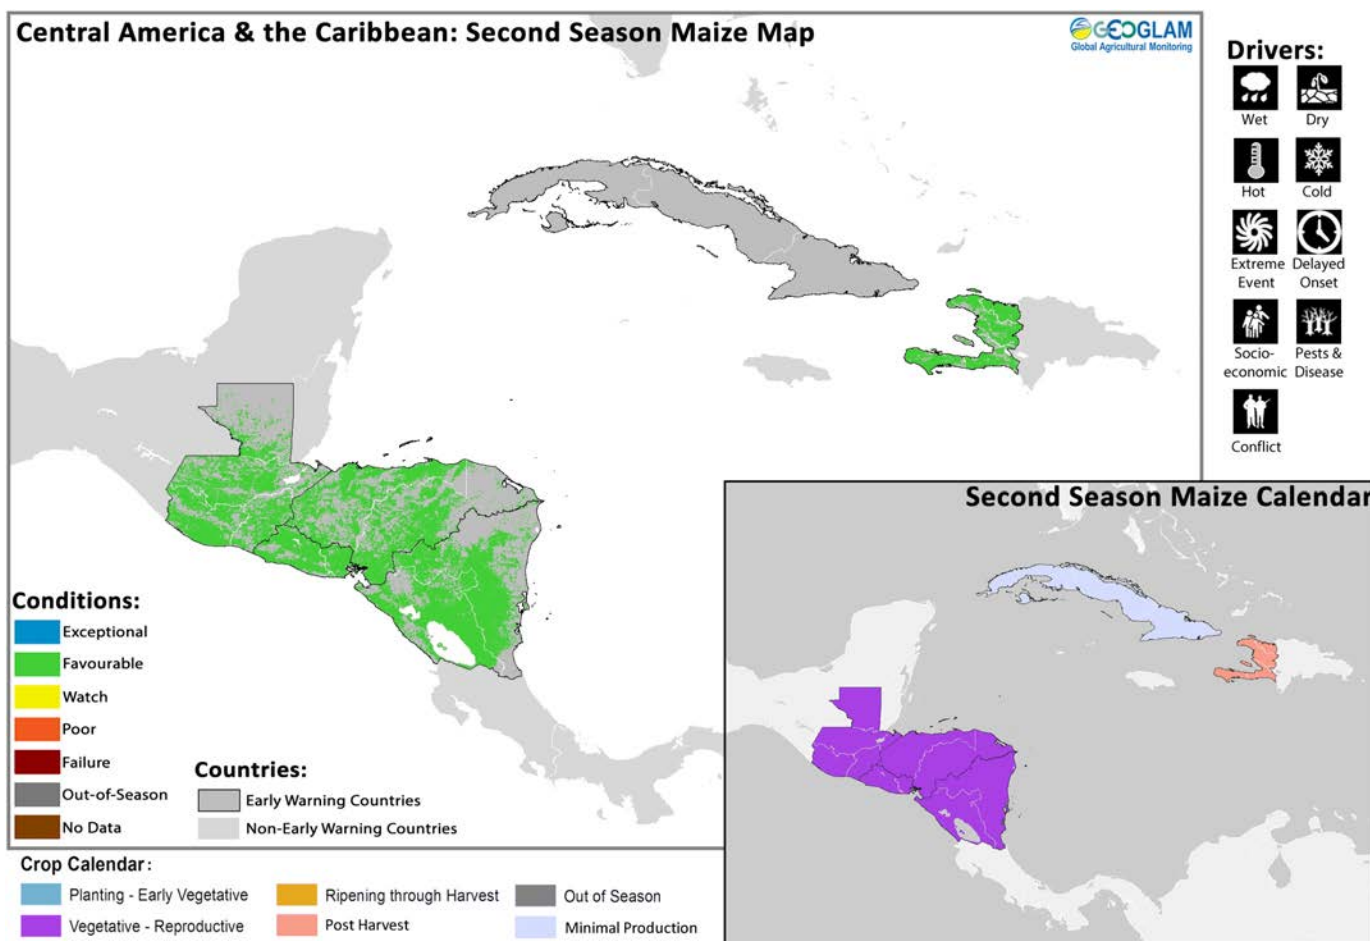 Central America & the Caribbean: Second Season Maize Map
GEOGLAM
Global Agricultural Monitoring
Drivers:
Wet
Dry
Hot
Cold
Extreme Event
Delayed Onset
Socio-economic
Pests & Disease
Conflict
Second Season Maize Calendar
Conditions:
Exceptional
Favourable
Watch
Poor
Failure
Out-of-Season
No Data
Countries:
Early Warning Countries
Non-Early Warning Countries
Crop Calendar:
Planting - Early Vegetative
Ripening through Harvest
Out of Season
Vegetative - Reproductive
Post Harvest
Minimal Production